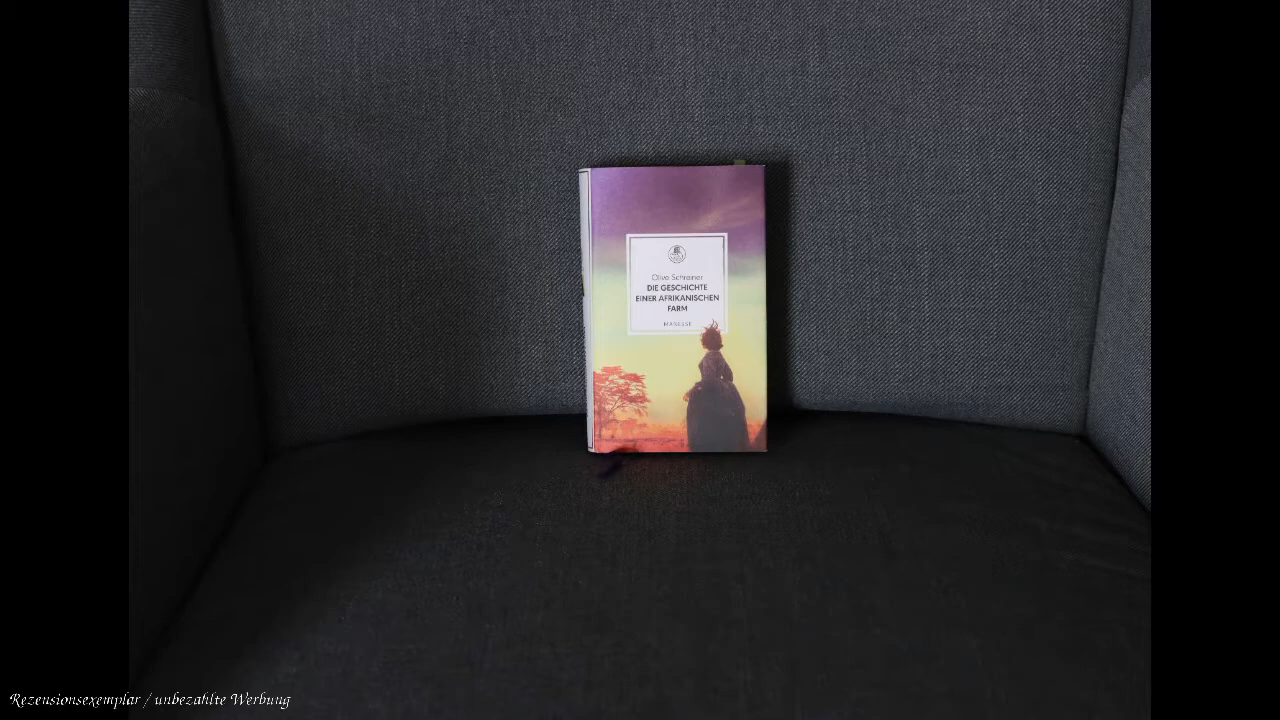 Olive Schreiner
DIE GESCHICHTE
EINER AFRIKANISCHEN
FARM
MANESSE
Rezensionsexemplar / unbezahlte Werbung